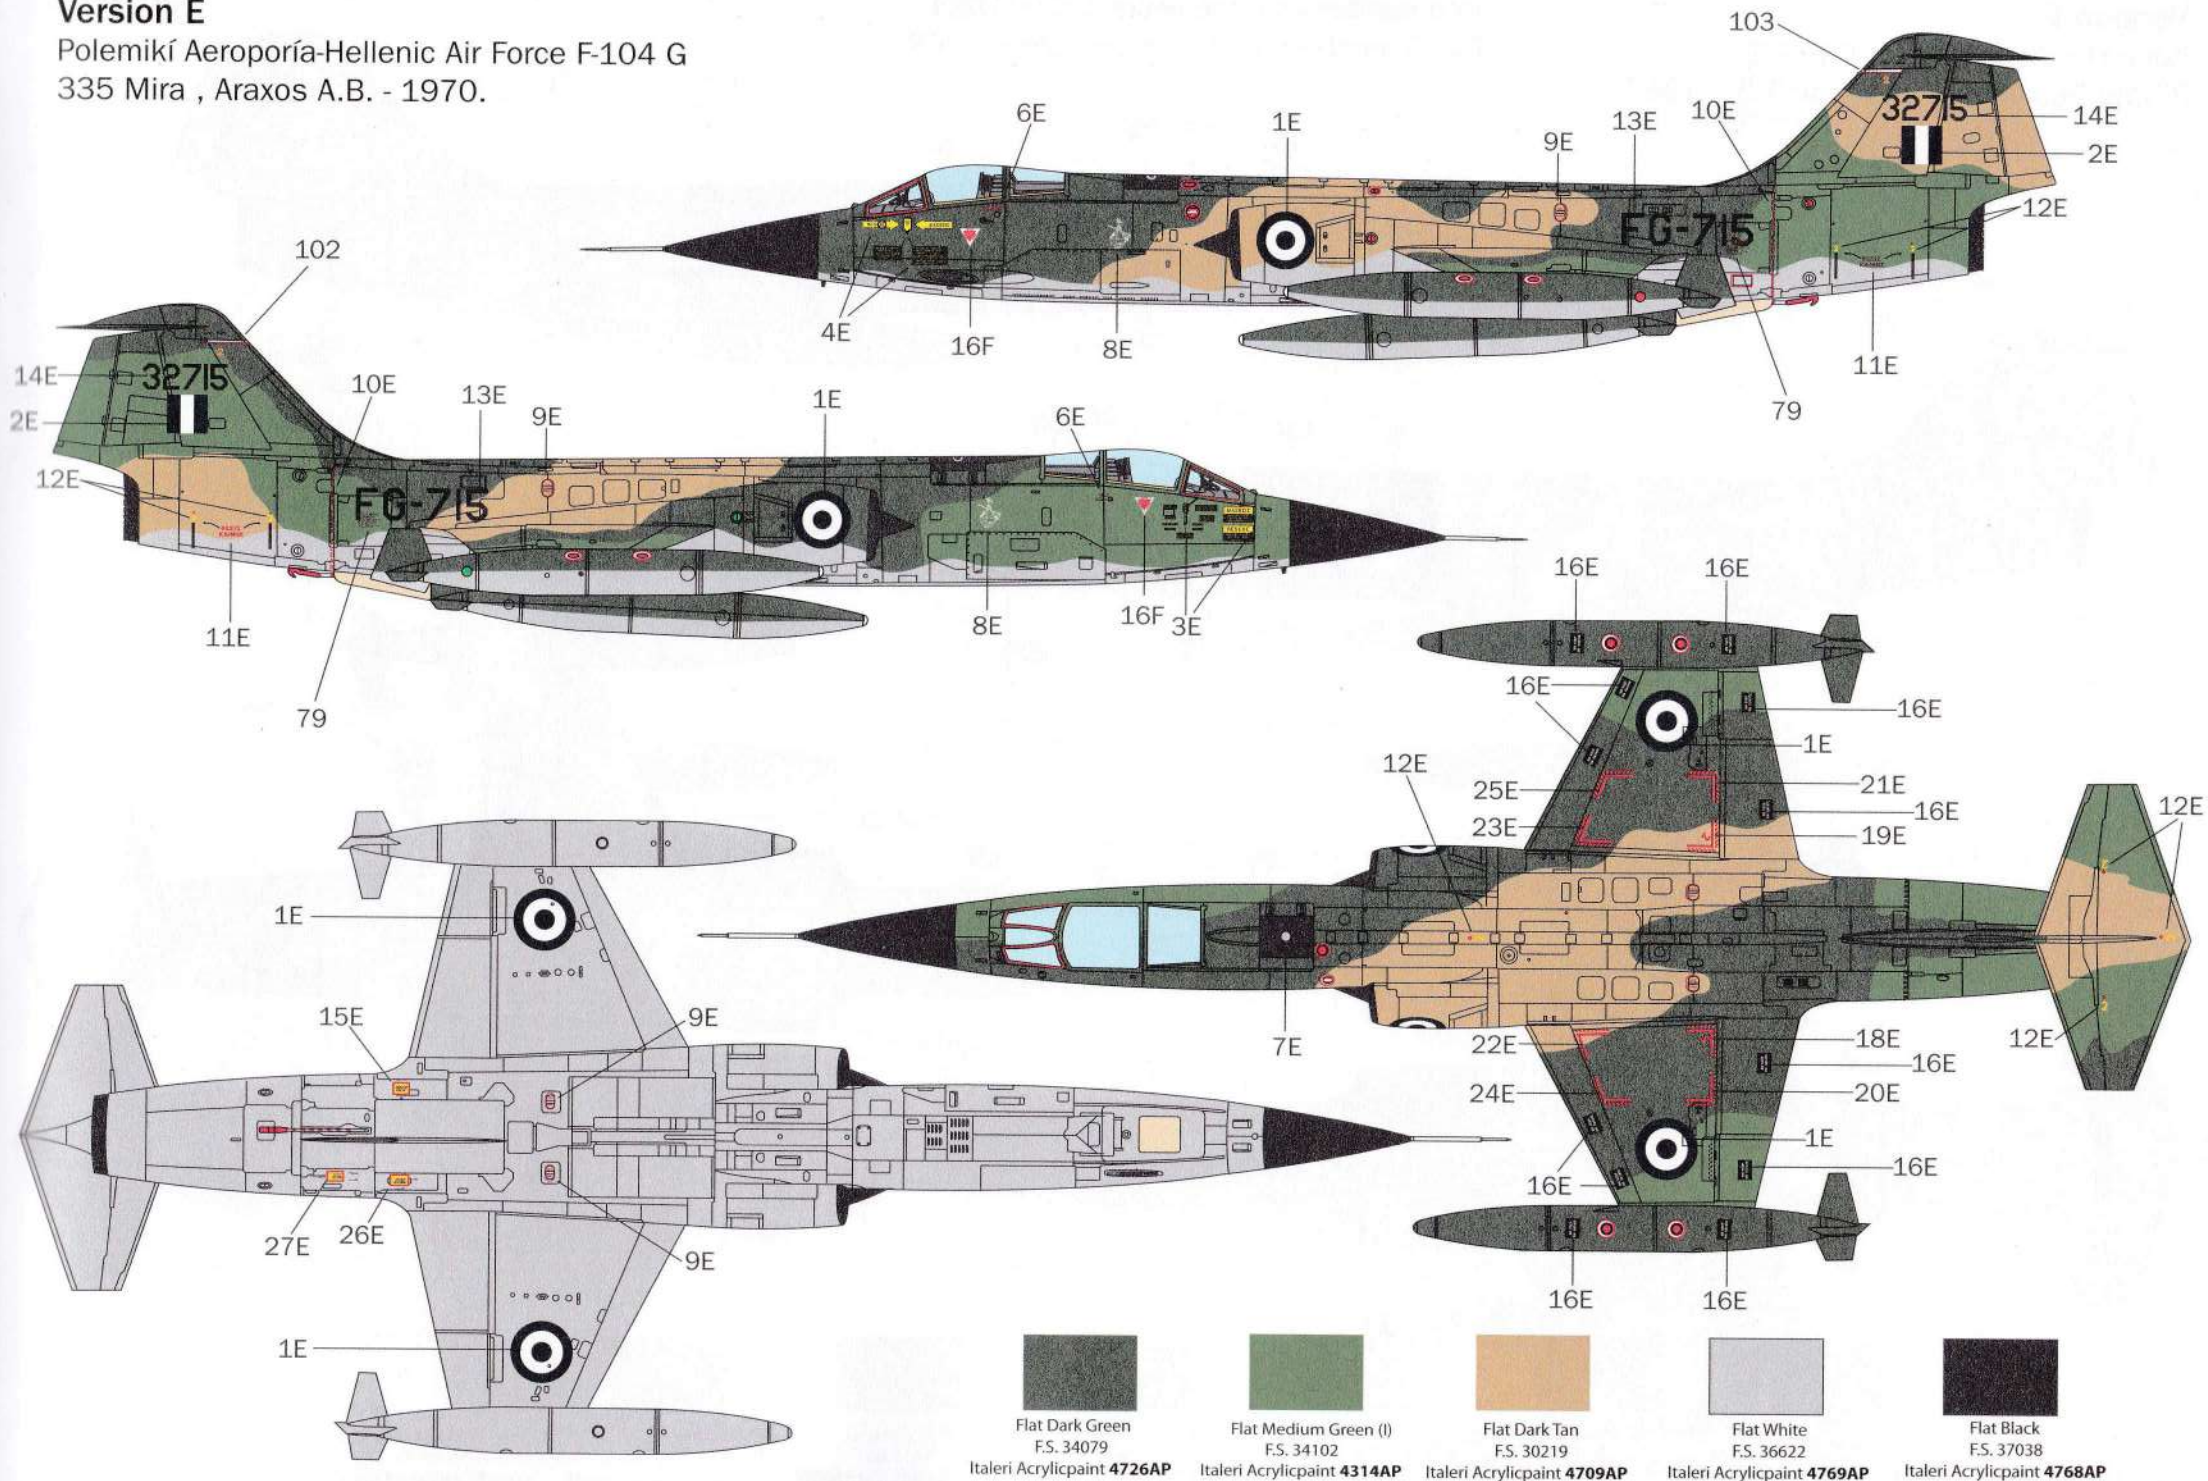 Version E
Polemikí Aeroporía-Hellenic Air Force F-104 G
335 Mira , Araxos A.B. - 1970.
103
6E
1E
9E
13E
10E
32715
14E
2E
12E
FG-715
4E
16F
8E
11E
79
102
14E
32715
2E
10E
13E
9E
1E
6E
12E
FG-715
11E
79
8E
16F
3E
16E
16E
16E
16E
1E
12E
25E
21E
16E
23E
19E
12E
7E
22E
18E
16E
12E
24E
20E
1E
16E
16E
16E
16E
1E
15E
9E
27E
26E
9E
1E
Flat Dark Green
F.S. 34079
Italeri Acrylicpaint 4726AP
Flat Medium Green (I)
F.S. 34102
Italeri Acrylicpaint 4314AP
Flat Dark Tan
F.S. 30219
Italeri Acrylicpaint 4709AP
Flat White
F.S. 36622
Italeri Acrylicpaint 4769AP
Flat Black
F.S. 37038
Italeri Acrylicpaint 4768AP